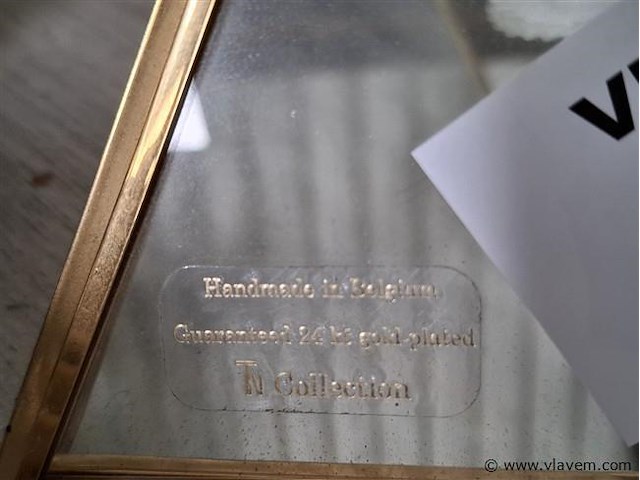 Handmade in Belgium
Guaranteed 24 kt gold-plated
TN Collection
© www.vlavem.com